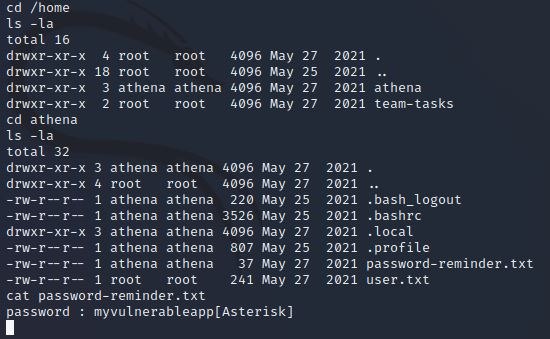 cd /home
ls -la
total 16
drwxr-xr-x  4 root   root   4096 May 27  2021 .
drwxr-xr-x 18 root   root   4096 May 25  2021 ..
drwxr-xr-x  3 athena athena 4096 May 27  2021 athena
drwxr-xr-x  2 root   root   4096 May 27  2021 team-tasks
cd athena
ls -la
total 32
drwxr-xr-x 3 athena athena 4096 May 27  2021 .
drwxr-xr-x 4 root   root   4096 May 27  2021 ..
-rw-r--r-- 1 athena athena  220 May 25  2021 .bash_logout
-rw-r--r-- 1 athena athena 3526 May 25  2021 .bashrc
drwxr-xr-x 3 athena athena 4096 May 27  2021 .local
-rw-r--r-- 1 athena athena  807 May 25  2021 .profile
-rw-r--r-- 1 athena athena   37 May 27  2021 password-reminder.txt
-rw-r--r-- 1 root   root    241 May 27  2021 user.txt
cat password-reminder.txt
password : myvulnerableapp[Asterisk]